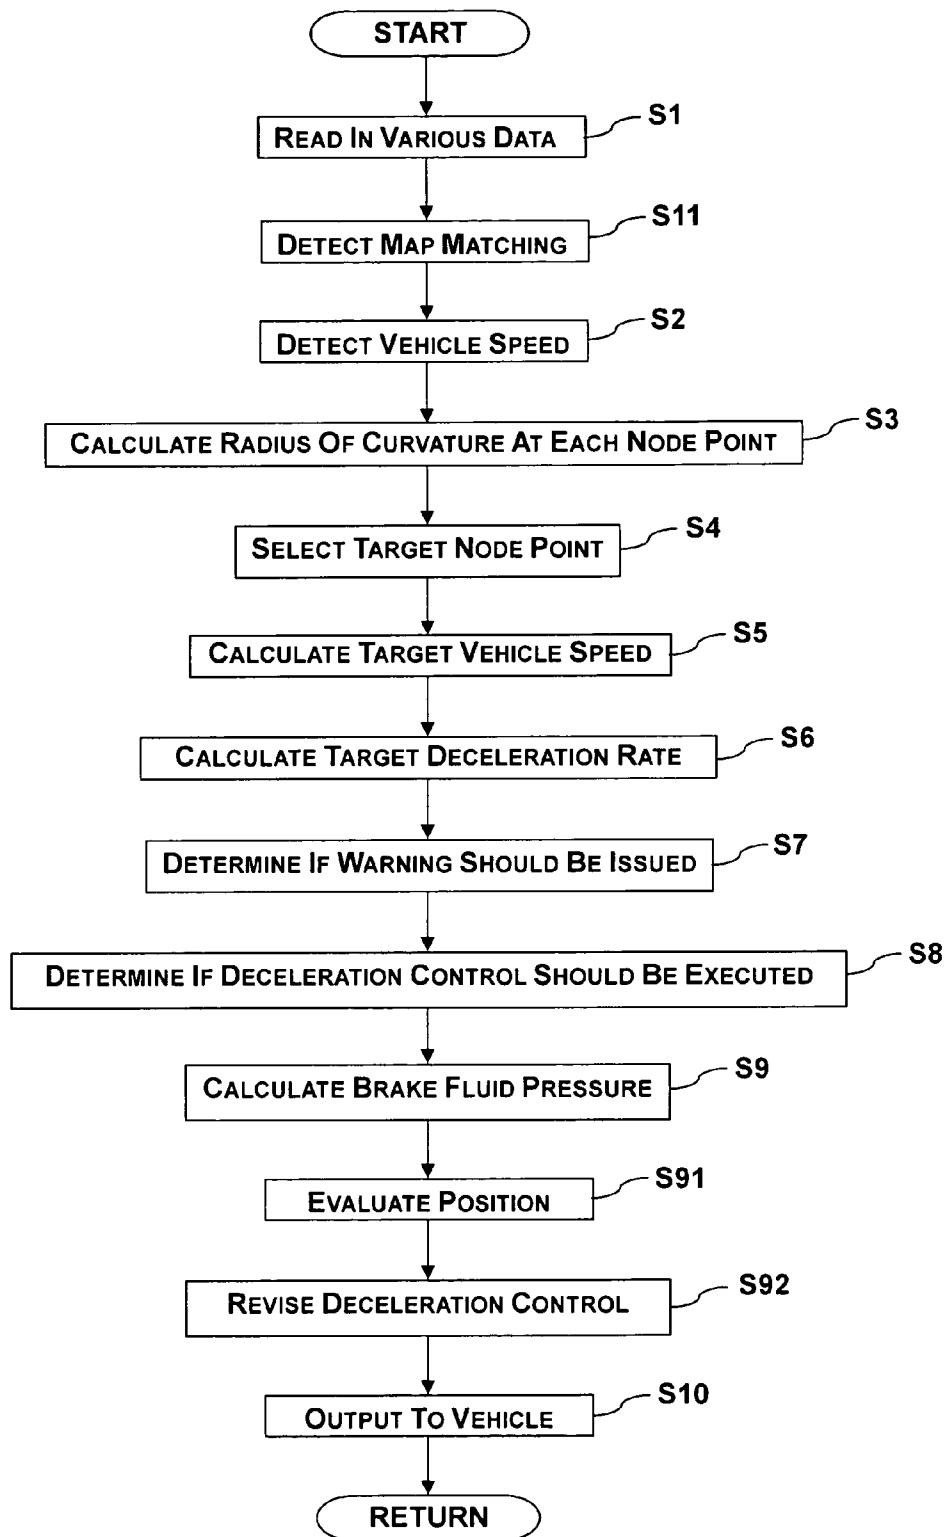 START
READ IN VARIOUS DATA
S1
DETECT MAP MATCHING
S11
DETECT VEHICLE SPEED
S2
CALCULATE RADIUS OF CURVATURE AT EACH NODE POINT
S3
SELECT TARGET NODE POINT
S4
CALCULATE TARGET VEHICLE SPEED
S5
CALCULATE TARGET DECELERATION RATE
S6
DETERMINE IF WARNING SHOULD BE ISSUED
S7
DETERMINE IF DECELERATION CONTROL SHOULD BE EXECUTED
S8
CALCULATE BRAKE FLUID PRESSURE
S9
EVALUATE POSITION
S91
REVISE DECELERATION CONTROL
S92
OUTPUT TO VEHICLE
S10
RETURN